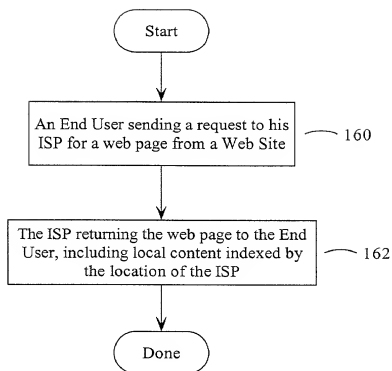 Start
An End User sending a request to his
ISP for a web page from a Web Site
160
The ISP returning the web page to the End
User, including local content indexed by
the location of the ISP
162
Done